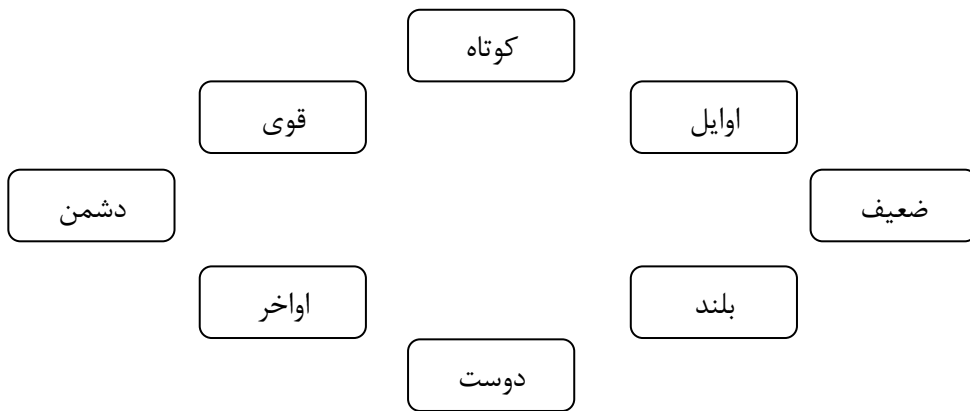 کوتاه
اوایل
قوی
ضعیف
دشمن
بلند
اواخر
دوست